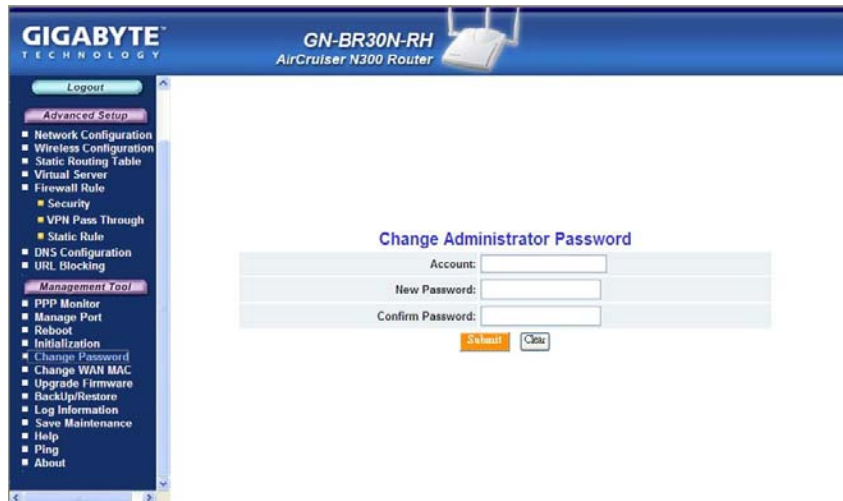 GIGABYTE™
TECHNOLOGY
GN-BR30N-RH
AirCruiser N300 Router
Logout
Advanced Setup
Network Configuration
Wireless Configuration
Static Routing Table
Virtual Server
Firewall Rule
Security
VPN Pass Through
Static Rule
DNS Configuration
URL Blocking
Management Tool
PPP Monitor
Manage Port
Reboot
Initialization
Change Password
Change WAN MAC
Upgrade Firmware
BackUp/Restore
Log Information
Save Maintenance
Help
Ping
About
Change Administrator Password
Account:
New Password:
Confirm Password:
Submit Clear